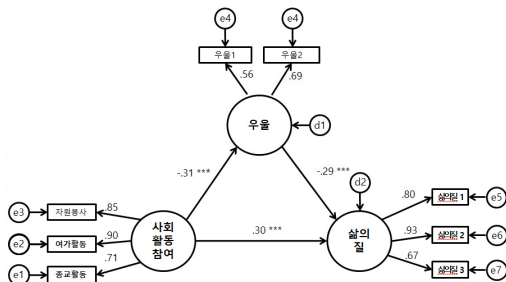 e4
e4
우울1
우울2
.56
.69
우울
d1
-.31 ***
-.29 ***
d2
e3
자원봉사
.85
.80
삶의질 1
e5
사회
활동
참여
e2
여가활동
.90
.30 ***
삶의
질
.93
삶의질 2
e6
e1
종교활동
.71
.67
삶의질 3
e7